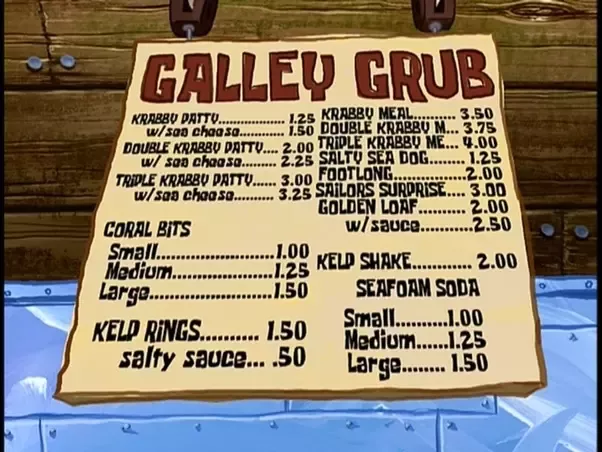 GALLEY GRUB
KRABBY PATTY.................. 1.25
w/sea cheese............ 1.50
DOUBLE KRABBY PATTY.... 2.00
w/ sea cheese......... 2.25
TRIPLE KRABBY PATTY...... 3.00
w/sea cheese.......... 3.25
CORAL BITS
Small.......................1.00
Medium...................1.25
Large.......................1.50
KELP RINGS.......... 1.50
salty sauce... .50
KRABBY MEAL.......... 3.50
DOUBLE KRABBY M... 3.75
TRIPLE KRABBY ME... 4.00
SALTY SEA DOG........ 1.25
FOOTLONG...............2.00
SAILORS SURPRISE... 3.00
GOLDEN LOAF.......... 2.00
w/sauce..........2.50
KELP SHAKE............ 2.00
SEAFOAM SODA
Small.........1.00
Medium......1.25
Large........ 1.50